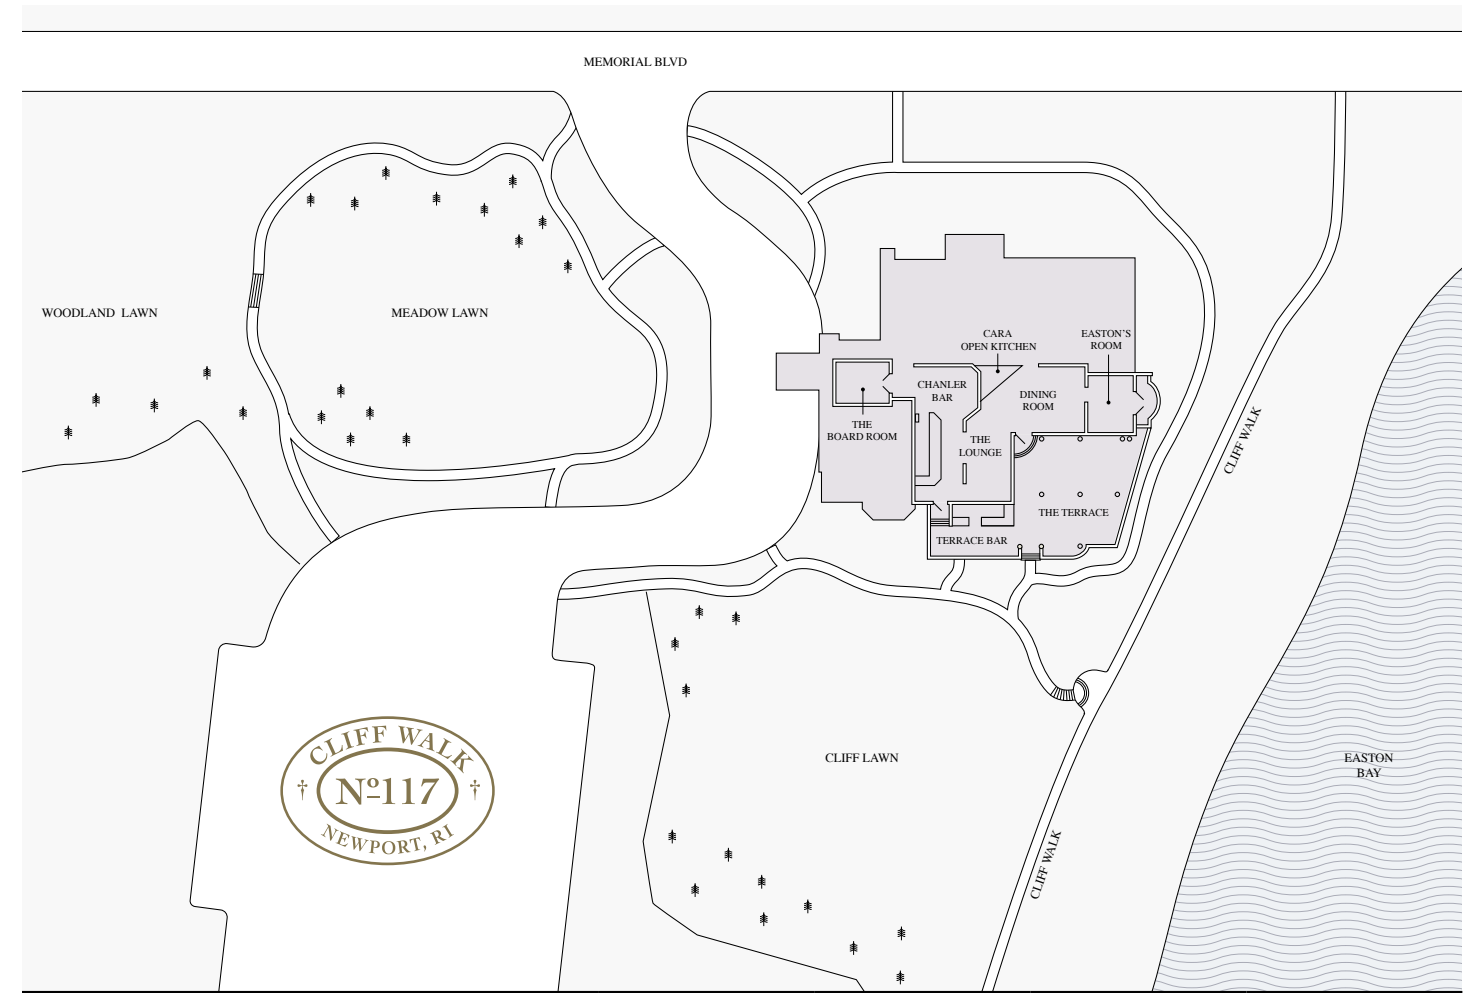 MEMORIAL BLVD
WOODLAND LAWN
MEADOW LAWN
CARA
OPEN KITCHEN
EASTON'S
ROOM
CHANLER
BAR
DINING
ROOM
THE
BOARD ROOM
THE
LOUNGE
CLIFF WALK
THE TERRACE
TERRACE BAR
CLIFF WALK
† Nº117 †
NEWPORT, RI
CLIFF LAWN
EASTON
BAY
CLIFF WALK